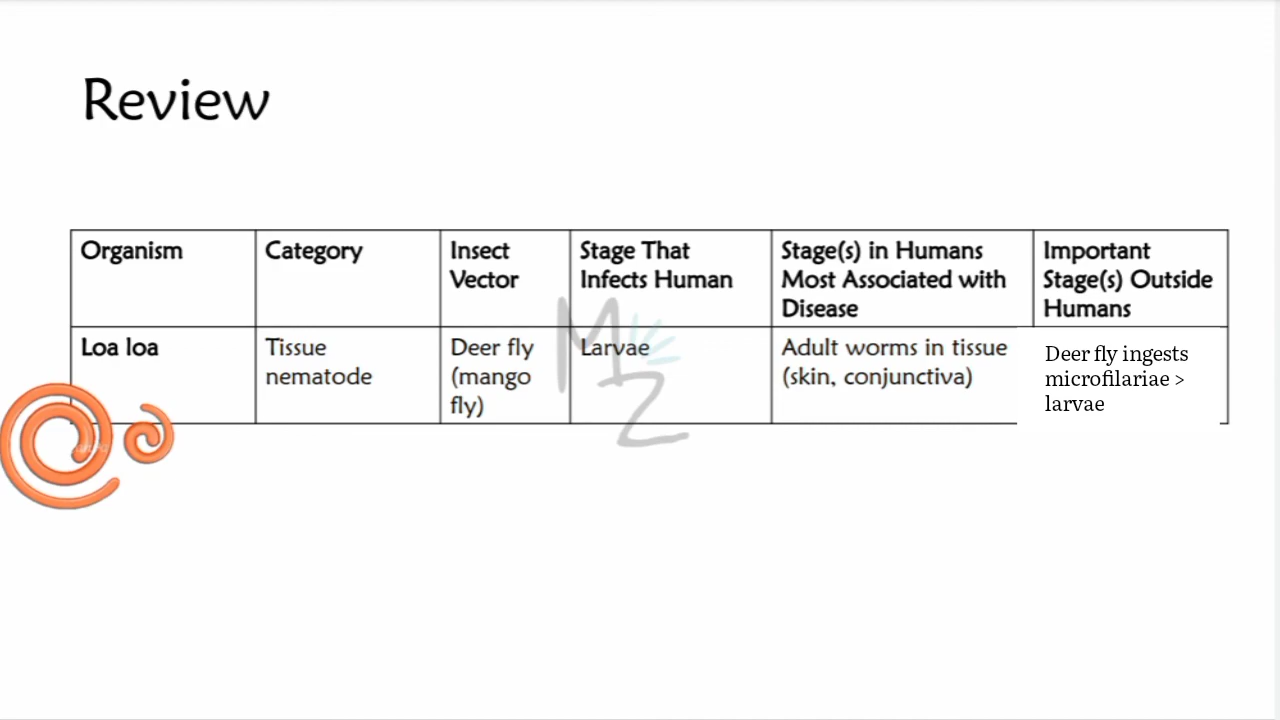 Review
Organism
Category
Insect
Vector
Stage That
Infects Human
Stage(s) in Humans
Most Associated with
Disease
Important
Stage(s) Outside
Humans
Loa loa
Tissue
nematode
Deer fly
(mango
fly)
Larvae
Adult worms in tissue
(skin, conjunctiva)
Deer fly ingests
microfilariae >
larvae
MZ